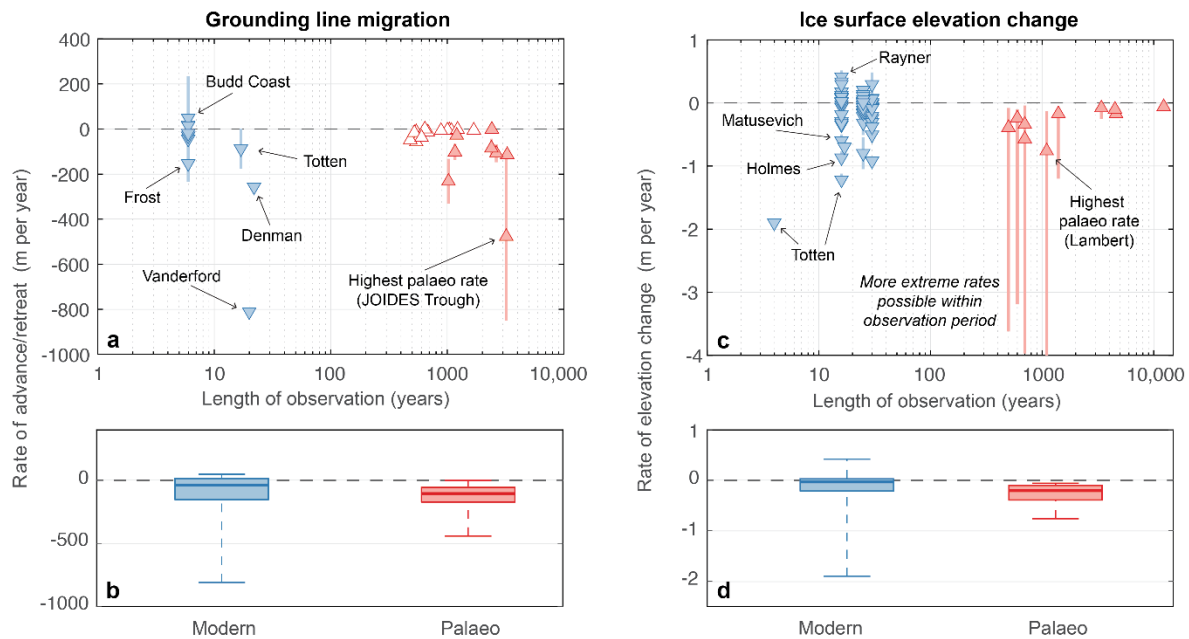 Grounding line migration
a
Rate of advance/retreat (m per year)
400
200
0
-200
-400
-600
-800
-1000
Budd Coast
Totten
Frost
Denman
Vanderford
Highest palaeo rate
(JOIDES Trough)
1
10
100
1000
10,000
Length of observation (years)
b
0
-500
-1000
Modern
Palaeo
Ice surface elevation change
c
Rate of elevation change (m per year)
1
0
-1
-2
-3
-4
Rayner
Matusevich
Holmes
Totten
Highest
palaeo rate
(Lambert)
More extreme rates
possible within
observation period
1
10
100
1000
10,000
Length of observation (years)
d
1
0
-1
-2
Modern
Palaeo